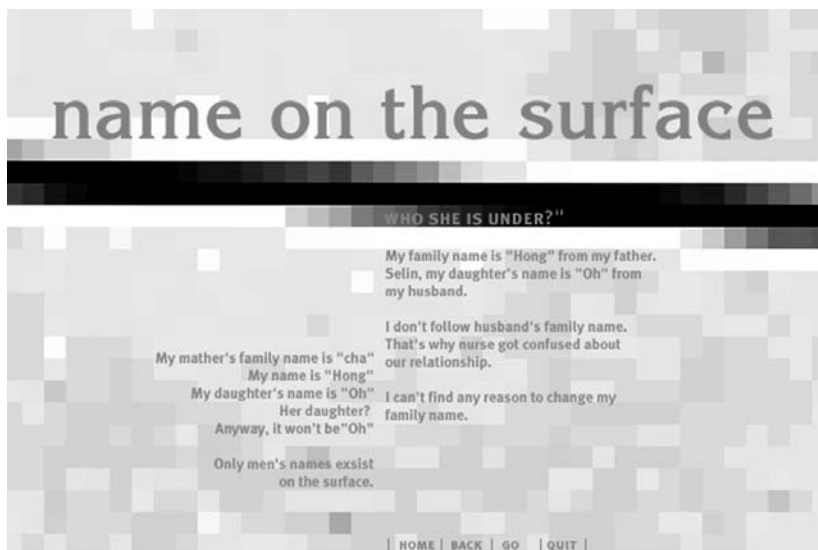 name on the surface
WHO SHE IS UNDER?"
My family name is "Hong" from my father.
Selin, my daughter's name is "Oh" from
my husband.
I don't follow husband's family name.
That's why nurse got confused about
our relationship.
I can't find any reason to change my
family name.
My mather's family name is "cha"
My name is "Hong"
My daughter's name is "Oh"
Her daughter?
Anyway, it won't be"Oh"
Only men's names exsist
on the surface.
| HOME | BACK | GO | QUIT |